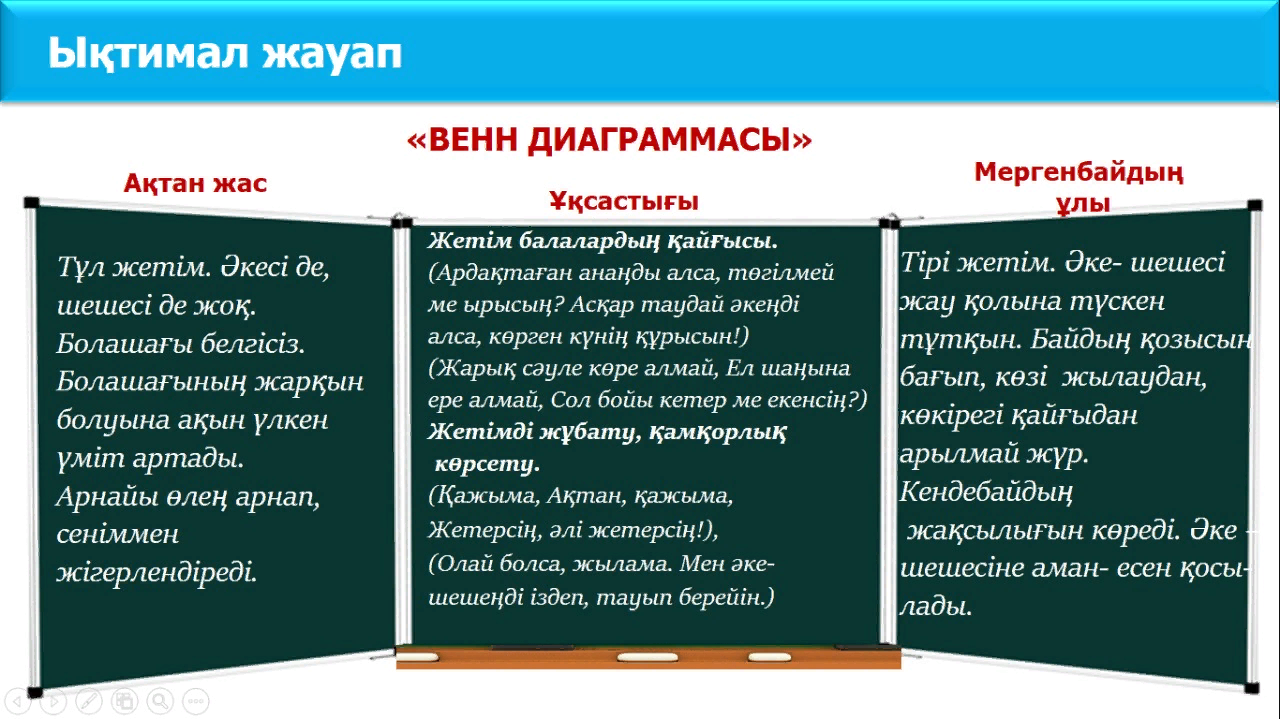 Ықтимал жауап
«ВЕНН ДИАГРАММАСЫ»
Ақтан жас
Тұл жетім. Әкесі де,
шешесі де жоқ.
Болашағы белгісіз.
Болашағының жарқын
болуына ақын үлкен
үміт артады.
Арнайы өлең арнап,
сеніммен
жігерлендіреді.
Ұқсастығы
Жетім балалардың қайғысы.
(Ардақтаған анаңды алса, төгілмей
ме ырысың? Асқар таудай әкеңді
алса, көрген күнің құрысын!)
(Жарық сәуле көре алмай, Ел шаңына
ере алмай, Сол бойы кетер ме екенсің?)
Жетімді жұбату, қамқорлық
көрсету.
(Қажыма, Ақтан, қажыма,
Жетерсің, әлі жетерсің!),
(Олай болса, жылама. Мен әке-
шешеңді іздеп, тауып берейін.)
Мергенбайдың
ұлы
Тірі жетім. Әке- шешесі
жау қолына түскен
тұтқын. Байдың қозысын
бағып, көзі жылаудан,
көкірегі қайғыдан
арылмай жүр.
Кендебайдың
жақсылығын көреді. Әке –
шешесіне аман- есен қосы-
лады.